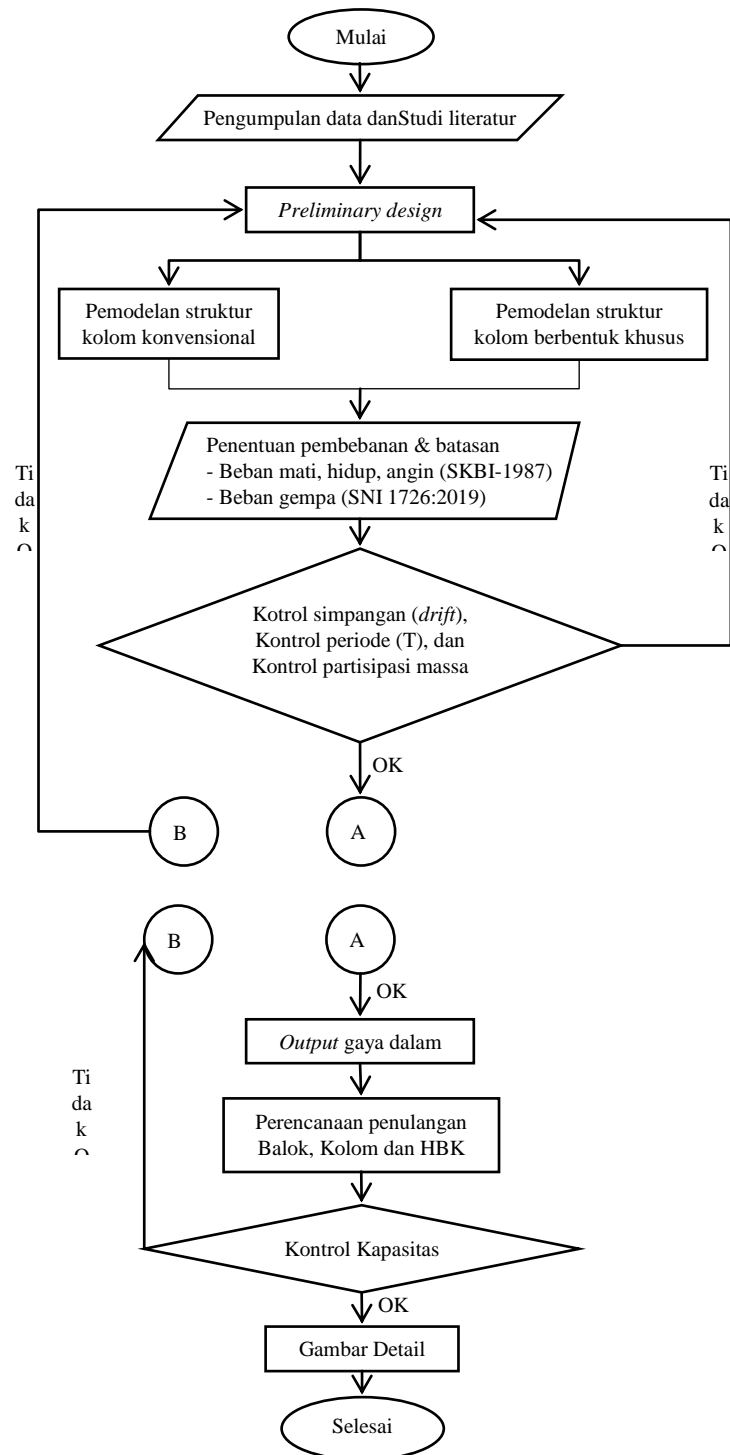 Mulai
Pengumpulan data danStudi literatur
Preliminary design
Pemodelan struktur
kolom konvensional
Pemodelan struktur
kolom berbentuk khusus
Penentuan pembebanan & batasan
- Beban mati, hidup, angin (SKBI-1987)
- Beban gempa (SNI 1726:2019)
Ti
da
k
Ti
da
k
Kotrol simpangan (drift),
Kontrol periode (T), dan
Kontrol partisipasi massa
OK
B
A
B
A
OK
Output gaya dalam
Ti
da
k
Perencanaan penulangan
Balok, Kolom dan HBK
Kontrol Kapasitas
OK
Gambar Detail
Selesai